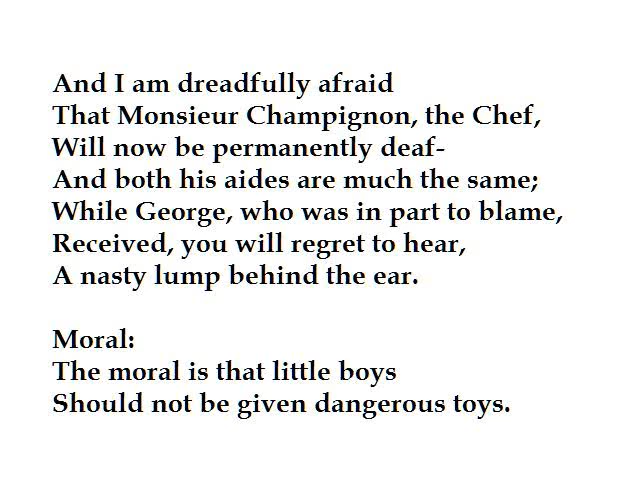 And I am dreadfully afraid
That Monsieur Champignon, the Chef,
Will now be permanently deaf-
And both his aides are much the same;
While George, who was in part to blame,
Received, you will regret to hear,
A nasty lump behind the ear.

Moral:
The moral is that little boys
Should not be given dangerous toys.